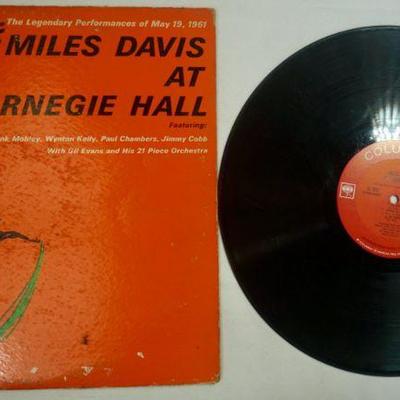 The Legendary Performances of May 19, 1961
MILES DAVIS
AT
RNEGIE HALL
Featuring:
nk Mobley, Wynton Kelly, Paul Chambers, Jimmy Cobb
With Gil Evans and His 21 Piece Orchestra
COLU